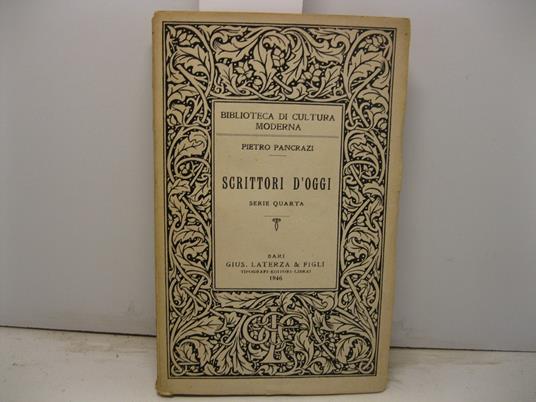 BIBLIOTECA DI CULTURA
MODERNA
PIETRO PANCRAZI
SCRITTORI D'OGGI
SERIE QUARTA
BARI
GIUS. LATERZA & FIGLI
TIPOGRAFI-EDITORI-LIBRAI
1946